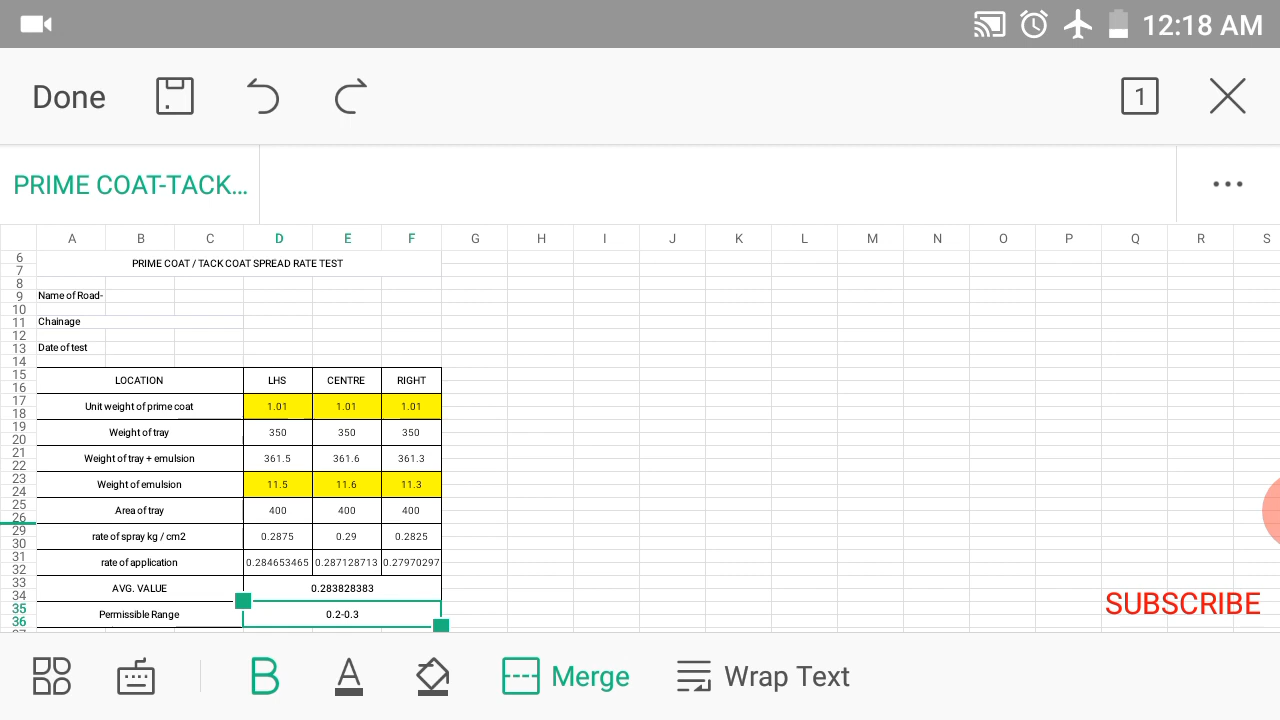 12:18 AM
Done
1
PRIME COAT-TACK...
A B C D E F G H I J K L M N O P Q R S
6
PRIME COAT / TACK COAT SPREAD RATE TEST
7
8
9 Name of Road-
10
11 Chainage
12
13 Date of test
14
15
LOCATION LHS CENTRE RIGHT
16
17
Unit weight of prime coat 1.01 1.01 1.01
18
19
Weight of tray 350 350 350
20
21
Weight of tray + emulsion 361.5 361.6 361.3
22
23
Weight of emulsion 11.5 11.6 11.3
24
25
Area of tray 400 400 400
26
29
rate of spray kg / cm2 0.2875 0.29 0.2825
30
31
rate of application 0.284653465 0.287128713 0.27970297
32
33
AVG. VALUE 0.283828383
34
35
Permissible Range 0.2-0.3
36
SUBSCRIBE
B A Merge Wrap Text